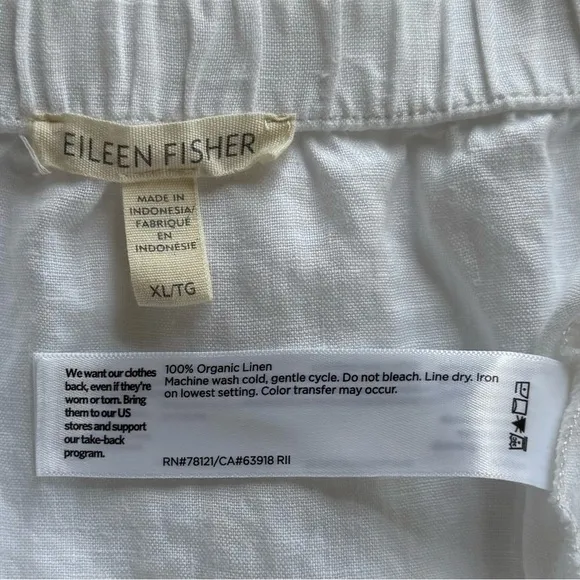 EILEEN FISHER
MADE IN
INDONESIA/
FABRIQUÉ
EN
INDONÉSIE
XL/TG
We want our clothes
back, even if they're
worn or torn. Bring
them to our US
stores and support
our take-back
program.
100% Organic Linen
Machine wash cold, gentle cycle. Do not bleach. Line dry. Iron
on lowest setting. Color transfer may occur.
RN#78121/CA#63918 RII